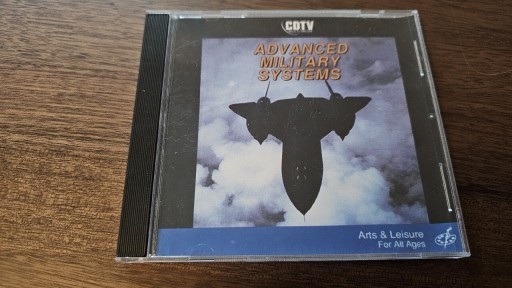 CDTV
ADVANCED
MILITARY
SYSTEMS
Arts & Leisure
For All Ages